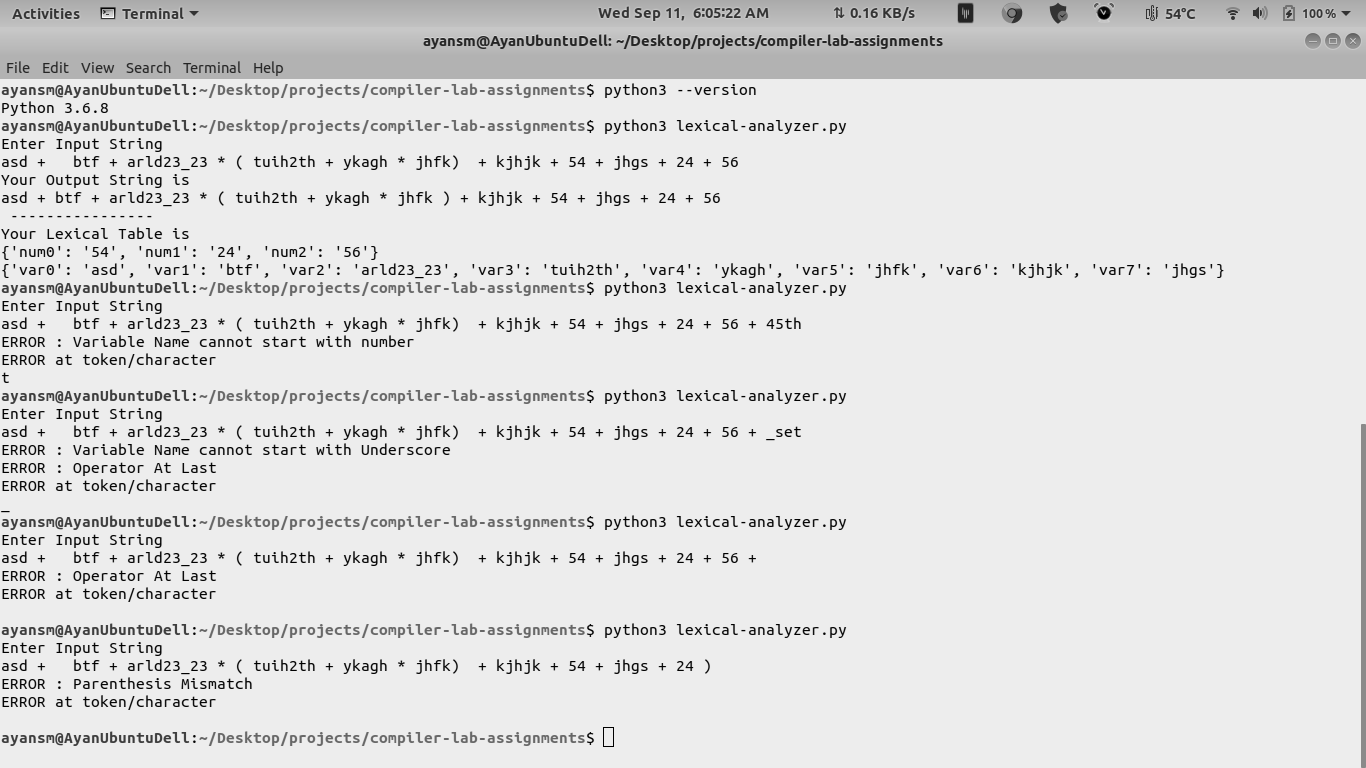 Activities Terminal Wed Sep 11, 6:05:22 AM 0.16 KB/s 54°C 100%
ayansm@AyanUbuntuDell: ~/Desktop/projects/compiler-lab-assignments
File Edit View Search Terminal Help
ayansm@AyanUbuntuDell:~/Desktop/projects/compiler-lab-assignments$ python3 --version
Python 3.6.8
ayansm@AyanUbuntuDell:~/Desktop/projects/compiler-lab-assignments$ python3 lexical-analyzer.py
Enter Input String
asd +   btf + arld23_23 * ( tuih2th + ykagh * jhfk)  + kjhjk + 54 + jhgs + 24 + 56
Your Output String is
asd + btf + arld23_23 * ( tuih2th + ykagh * jhfk ) + kjhjk + 54 + jhgs + 24 + 56
 ----------------
Your Lexical Table is
{'num0': '54', 'num1': '24', 'num2': '56'}
{'var0': 'asd', 'var1': 'btf', 'var2': 'arld23_23', 'var3': 'tuih2th', 'var4': 'ykagh', 'var5': 'jhfk', 'var6': 'kjhjk', 'var7': 'jhgs'}
ayansm@AyanUbuntuDell:~/Desktop/projects/compiler-lab-assignments$ python3 lexical-analyzer.py
Enter Input String
asd +   btf + arld23_23 * ( tuih2th + ykagh * jhfk)  + kjhjk + 54 + jhgs + 24 + 56 + 45th
ERROR : Variable Name cannot start with number
ERROR at token/character
t
ayansm@AyanUbuntuDell:~/Desktop/projects/compiler-lab-assignments$ python3 lexical-analyzer.py
Enter Input String
asd +   btf + arld23_23 * ( tuih2th + ykagh * jhfk)  + kjhjk + 54 + jhgs + 24 + 56 + _set
ERROR : Variable Name cannot start with Underscore
ERROR : Operator At Last
ERROR at token/character
_
ayansm@AyanUbuntuDell:~/Desktop/projects/compiler-lab-assignments$ python3 lexical-analyzer.py
Enter Input String
asd +   btf + arld23_23 * ( tuih2th + ykagh * jhfk)  + kjhjk + 54 + jhgs + 24 + 56 +
ERROR : Operator At Last
ERROR at token/character
ayansm@AyanUbuntuDell:~/Desktop/projects/compiler-lab-assignments$ python3 lexical-analyzer.py
Enter Input String
asd +   btf + arld23_23 * ( tuih2th + ykagh * jhfk)  + kjhjk + 54 + jhgs + 24 )
ERROR : Parenthesis Mismatch
ERROR at token/character
ayansm@AyanUbuntuDell:~/Desktop/projects/compiler-lab-assignments$